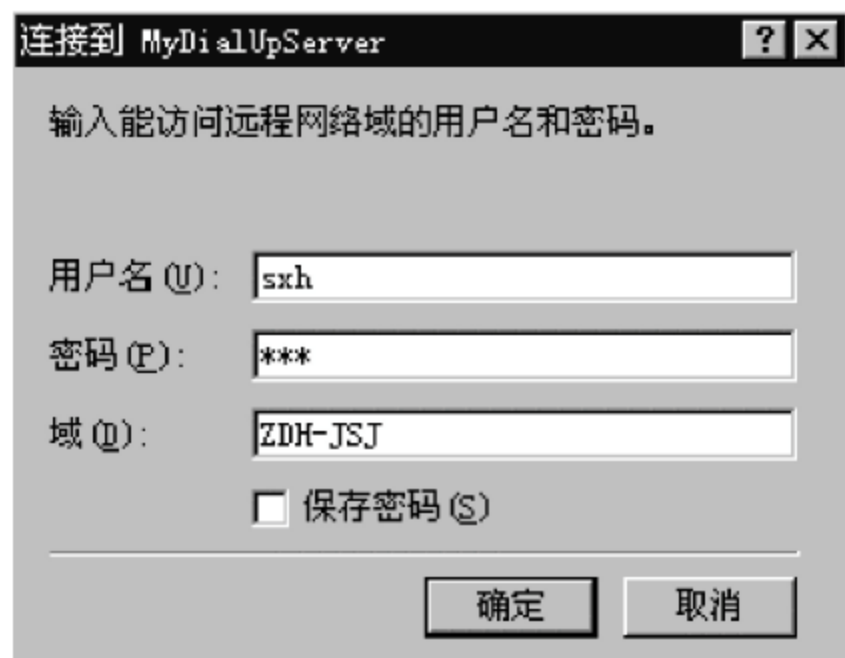 连接到 MyDialUpServer
输入能访问远程网络域的用户名和密码。
用户名(U): sxh
密码(P): ***
域(D): ZDH-JSJ
保存密码(S)
确定 取消